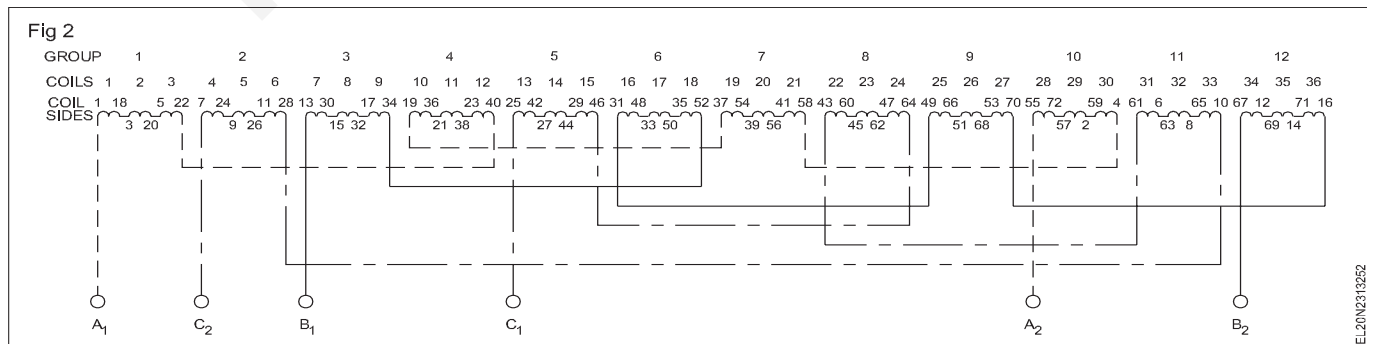 Fig 2
GROUP 1 2 3 4 5 6 7 8 9 10 11 12
COILS 1 2 3 4 5 6 7 8 9 10 11 12 13 14 15 16 17 18 19 20 21 22 23 24 25 26 27 28 29 30 31 32 33 34 35 36
COIL SIDES 1 18 5 22 7 24 11 28 13 30 17 34 19 36 23 40 25 42 29 46 31 48 35 52 37 54 41 58 43 60 47 64 49 66 53 70 55 72 59 4 61 6 65 10 67 12 71 16
3 20 9 26 15 32 21 38 27 44 33 50 39 56 45 62 51 68 57 2 63 8 69 14
A1 C2 B1 C1 A2 B2
EL20N2313252